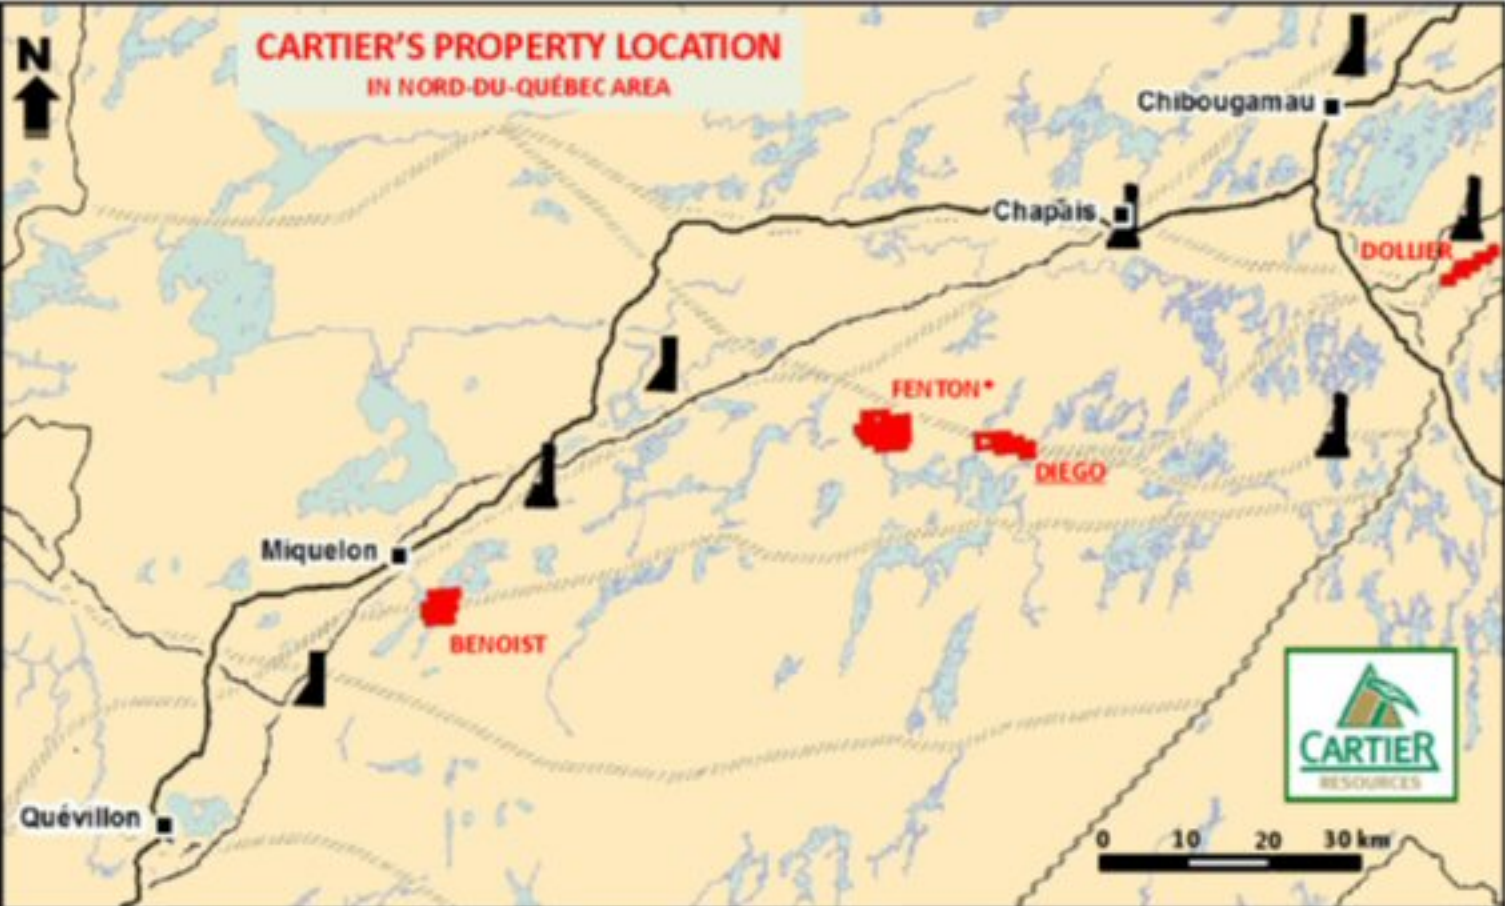 CARTIER'S PROPERTY LOCATION
IN NORD-DU-QUÉBEC AREA
N
Chibougamau
Chapais
DOLLIER
FENTON*
DIEGO
Miquelon
BENOIST
Quévillon
CARTIER
RESOURCES
0 10 20 30 km